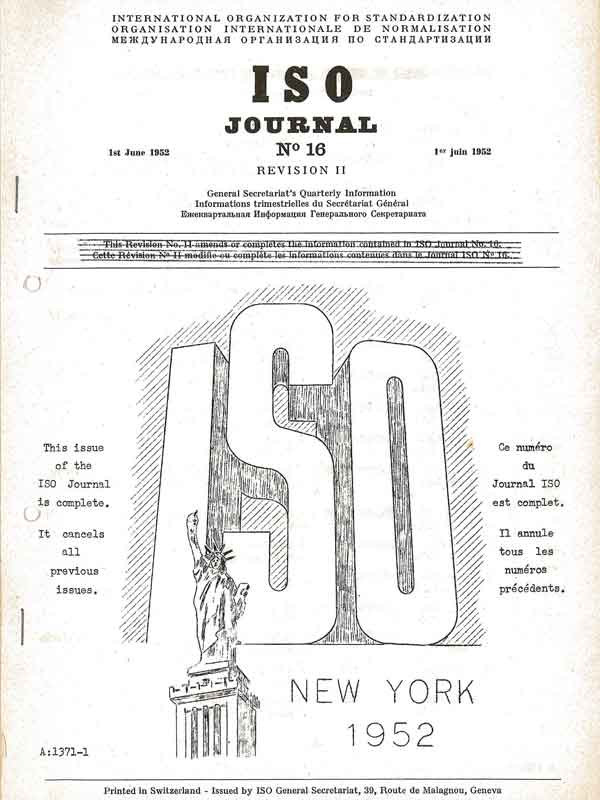 INTERNATIONAL ORGANIZATION FOR STANDARDIZATION
ORGANISATION INTERNATIONALE DE NORMALISATION
МЕЖДУНАРОДНАЯ ОРГАНИЗАЦИЯ ПО СТАНДАРТИЗАЦИИ
ISO
JOURNAL
1st June 1952
Nº 16
1er juin 1952
REVISION II
General Secretariat's Quarterly Information
Informations trimestrielles du Secrétariat Général
Ежеквартальная Информация Генерального Секретариата
This Revision No. II amends or completes the information contained in ISO Journal No. 16.
Cette Révision Nº II modifie ou complète les informations contenues dans le Journal ISO Nº 16.
ISO
This issue
of the
ISO Journal
is complete.
It cancels
all
previous
issues.
Ce numéro
du
Journal ISO
est complet.
Il annule
tous les
numéros
précédents.
NEW YORK
1952
A:1371-1
Printed in Switzerland - Issued by ISO General Secretariat, 39, Route de Malagnou, Geneva